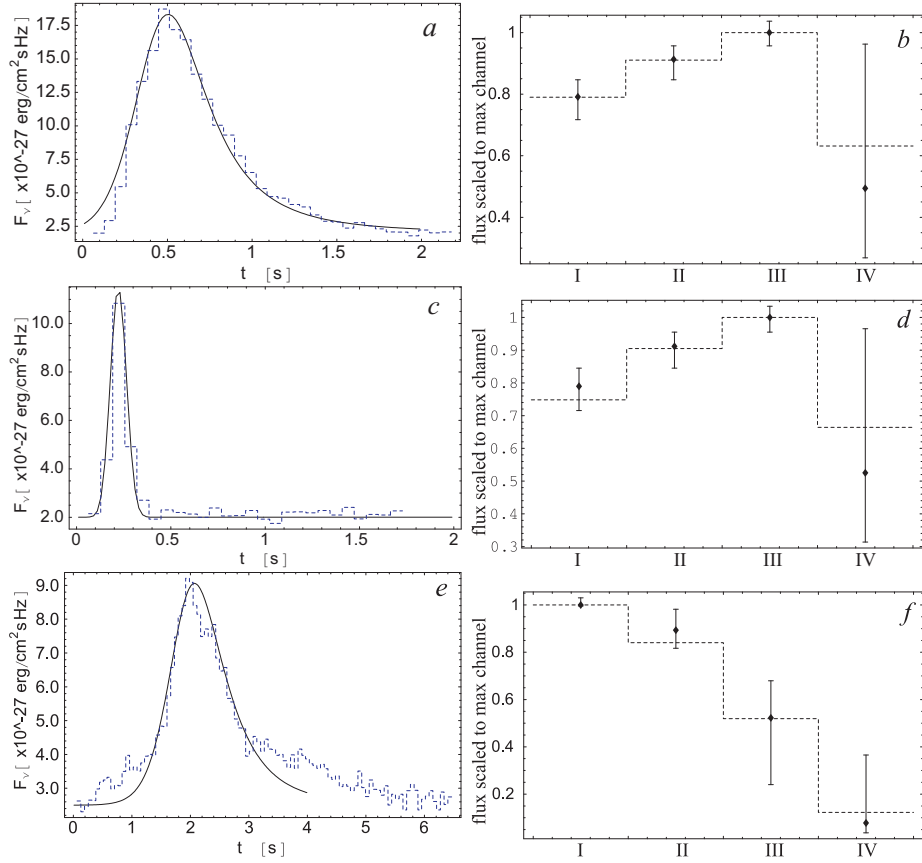 a
17.5
15.0
12.5
10.0
7.5
5.0
2.5
F_ν[ x10^-27 erg/cm²sHz]
0
0.5
1
1.5
2
t [s]
b
1
0.8
0.6
0.4
flux scaled to max channel
I
II
III
IV
c
10.0
8.0
6.0
4.0
2.0
F_ν[ x10^-27 erg/cm²sHz]
0
0.5
1
1.5
2
t [s]
d
1
0.9
0.8
0.7
0.6
0.5
0.4
0.3
flux scaled to max channel
I
II
III
IV
e
9.0
8.0
7.0
6.0
5.0
4.0
3.0
F_ν[ x10^-27 erg/cm²sHz]
0
1
2
3
4
5
6
t [s]
f
1
0.8
0.6
0.4
0.2
flux scaled to max channel
I
II
III
IV